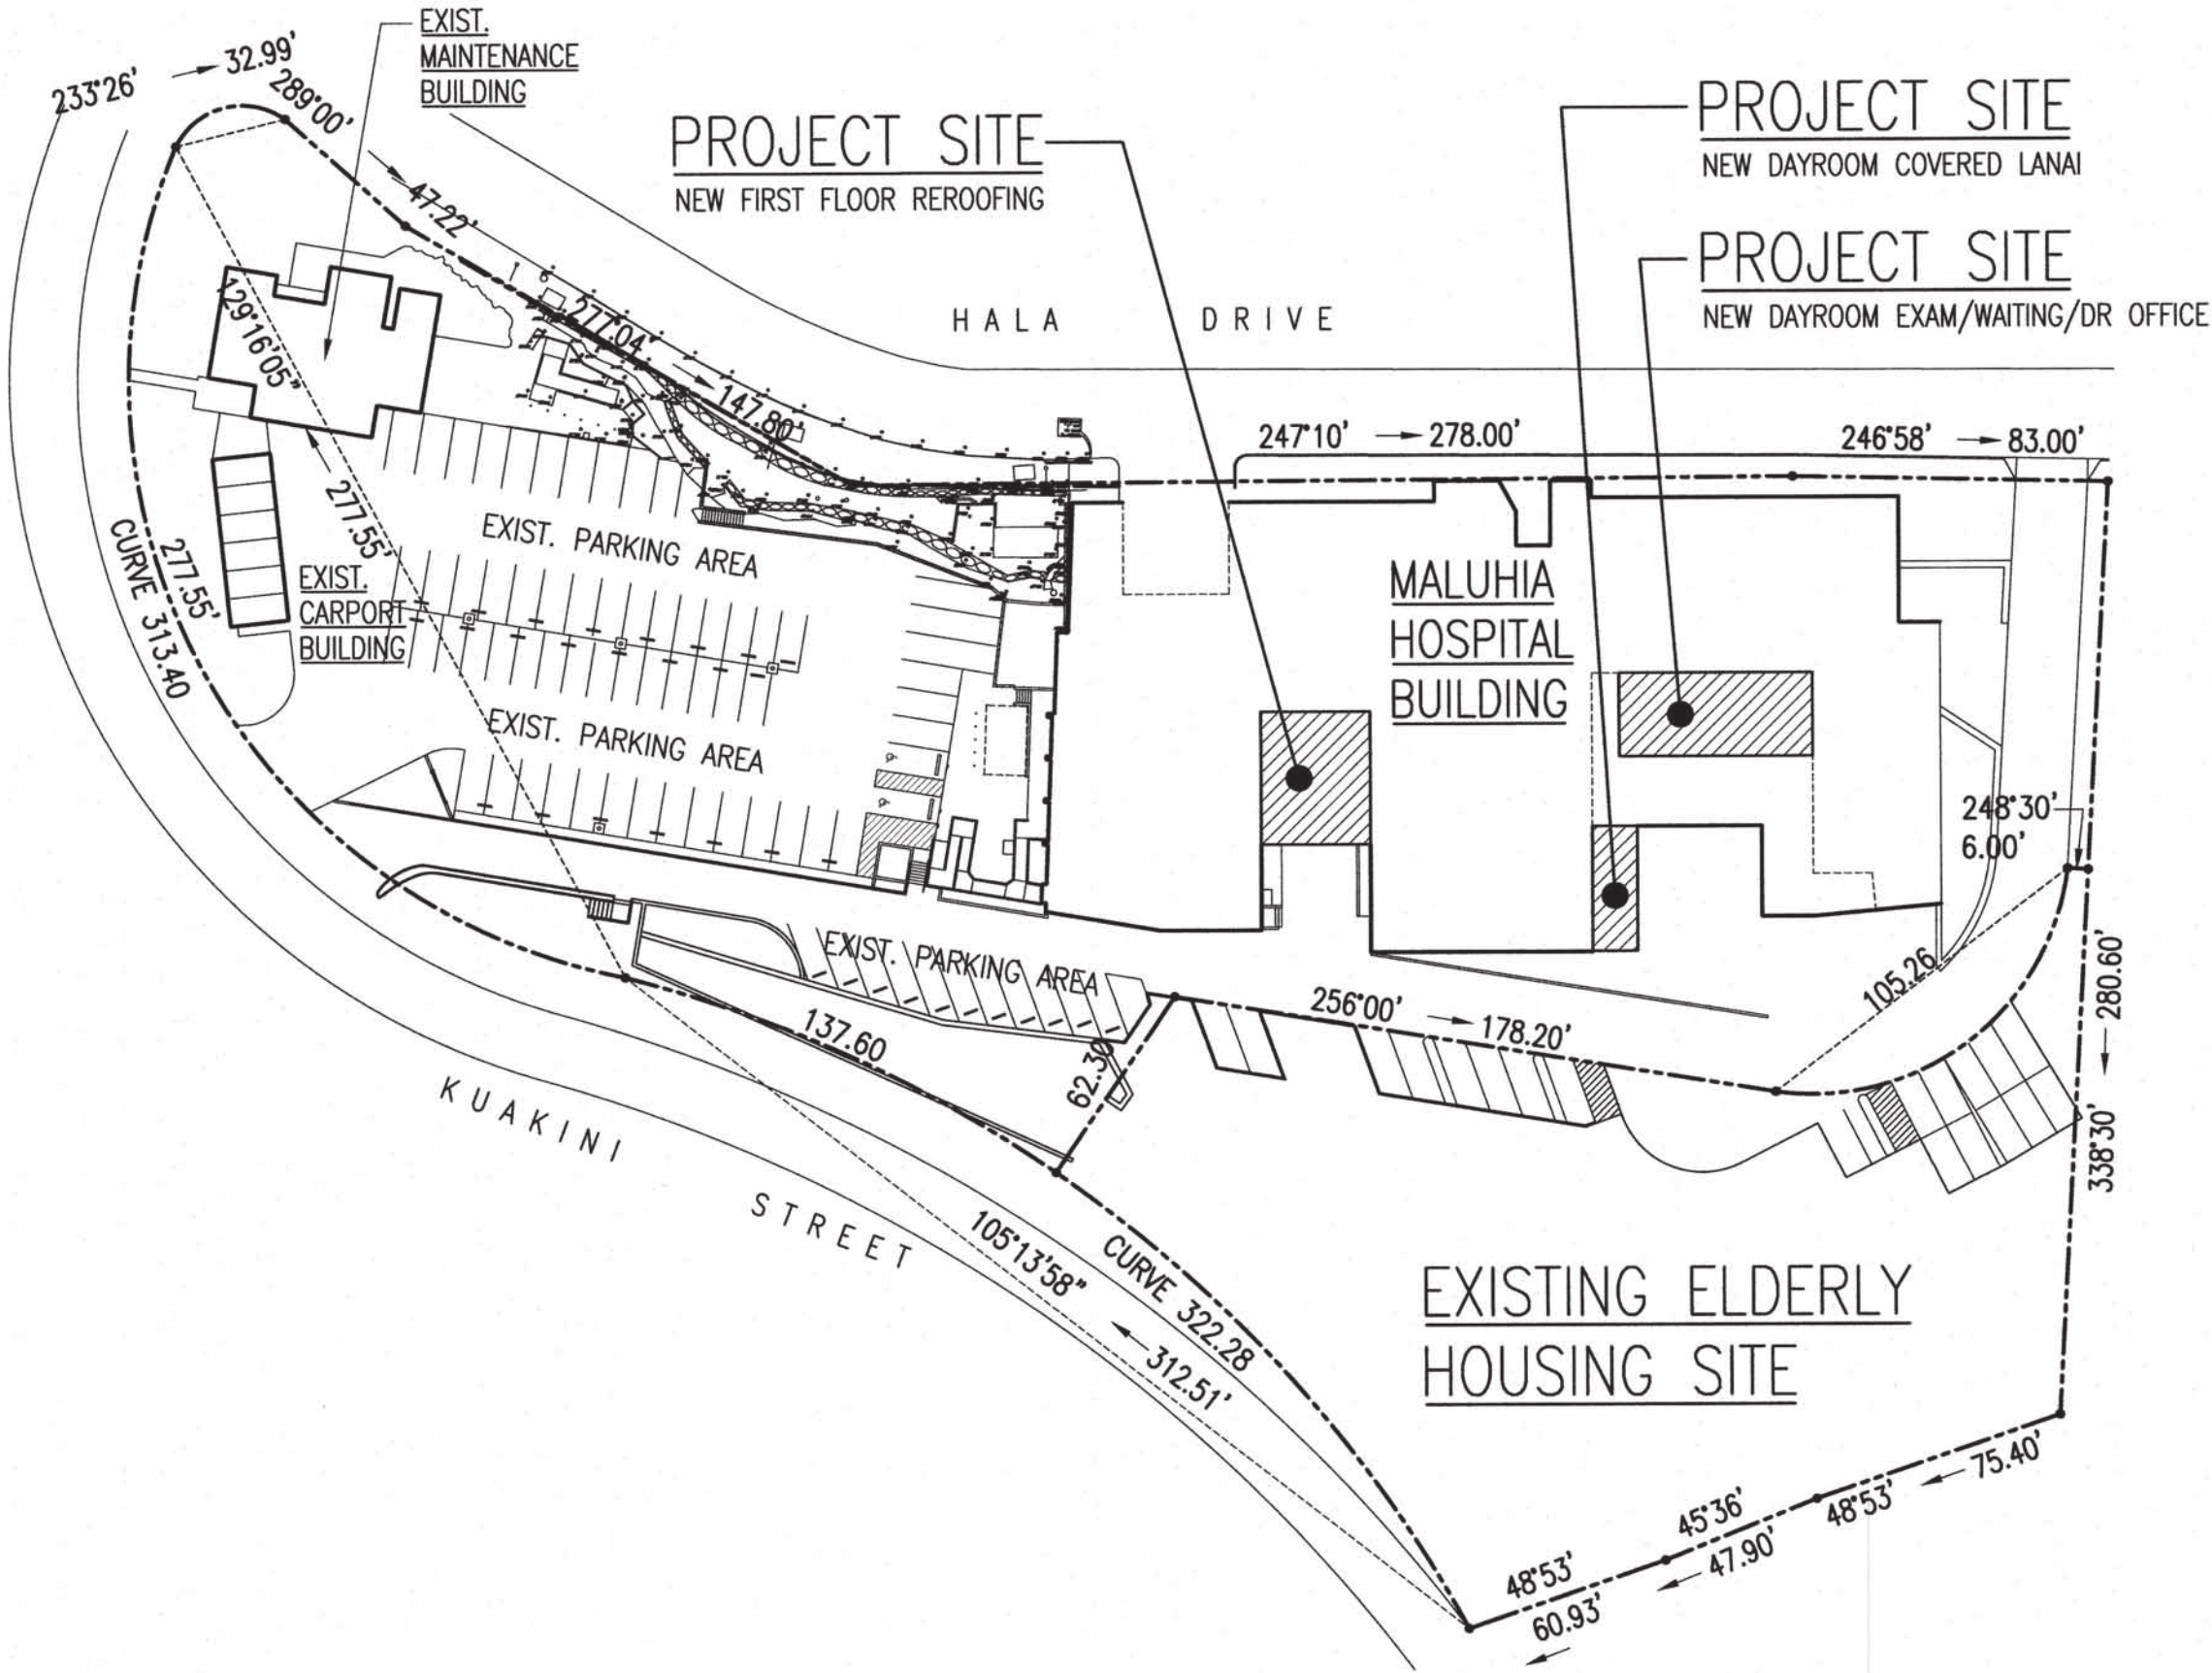 EXIST.
MAINTENANCE
BUILDING
233°26' 32.99'
289°00'
47.22'
277°04
147.80'
PROJECT SITE
NEW FIRST FLOOR REROOFING
PROJECT SITE
NEW DAYROOM COVERED LANAI
PROJECT SITE
NEW DAYROOM EXAM/WAITING/DR OFFICE
HALA DRIVE
247°10' 278.00'
246°58' 83.00'
129°16'05"
277.55'
CURVE 313.40
277.55'
EXIST. PARKING AREA
EXIST.
CARPORT
BUILDING
EXIST. PARKING AREA
MALUHIA
HOSPITAL
BUILDING
248°30'
6.00'
EXIST. PARKING AREA
256°00' 178.20'
105.26
280.60'
338°30'
137.60
62.30
KUAKINI STREET
105°13'58"
312.51'
CURVE 322.28
EXISTING ELDERLY
HOUSING SITE
75.40'
48°53'
45°36'
47.90'
48°53'
60.93'